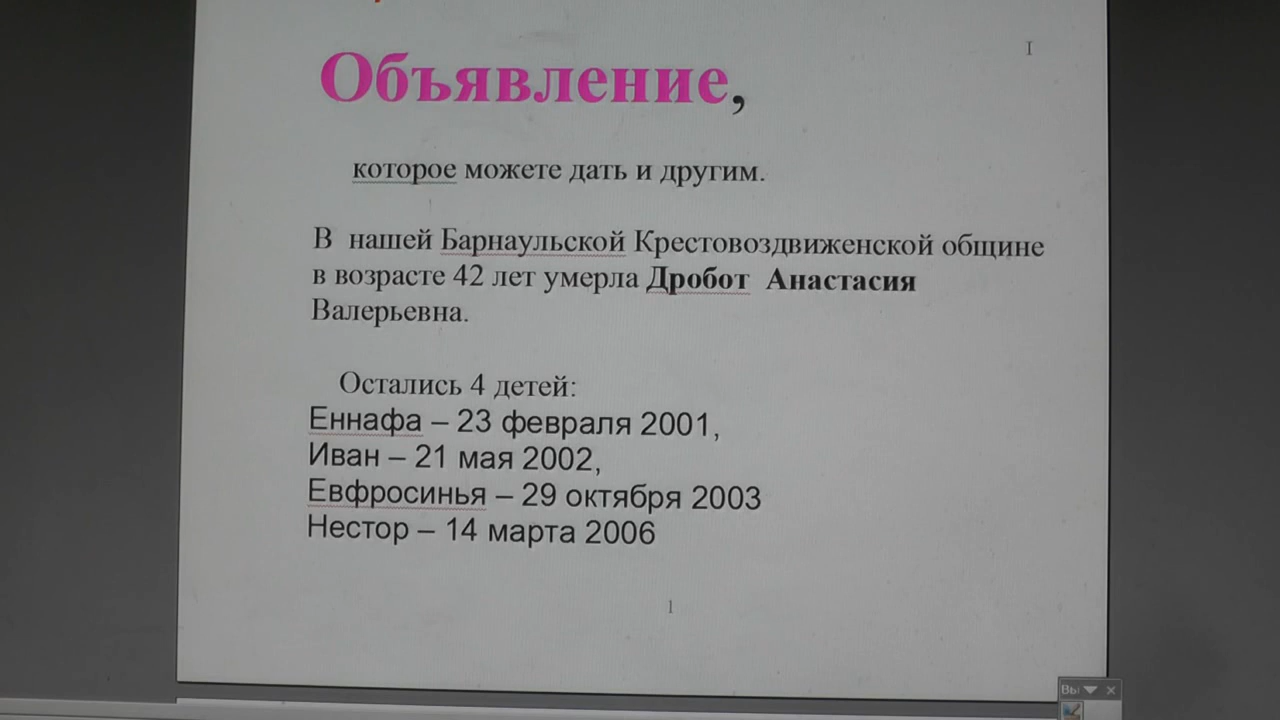 Объявление,
которое можете дать и другим.
В нашей Барнаульской Крестовоздвиженской общине
в возрасте 42 лет умерла Дробот Анастасия
Валерьевна.
Остались 4 детей:
Еннафа – 23 февраля 2001,
Иван – 21 мая 2002,
Евфросинья – 29 октября 2003
Нестор – 14 марта 2006
1